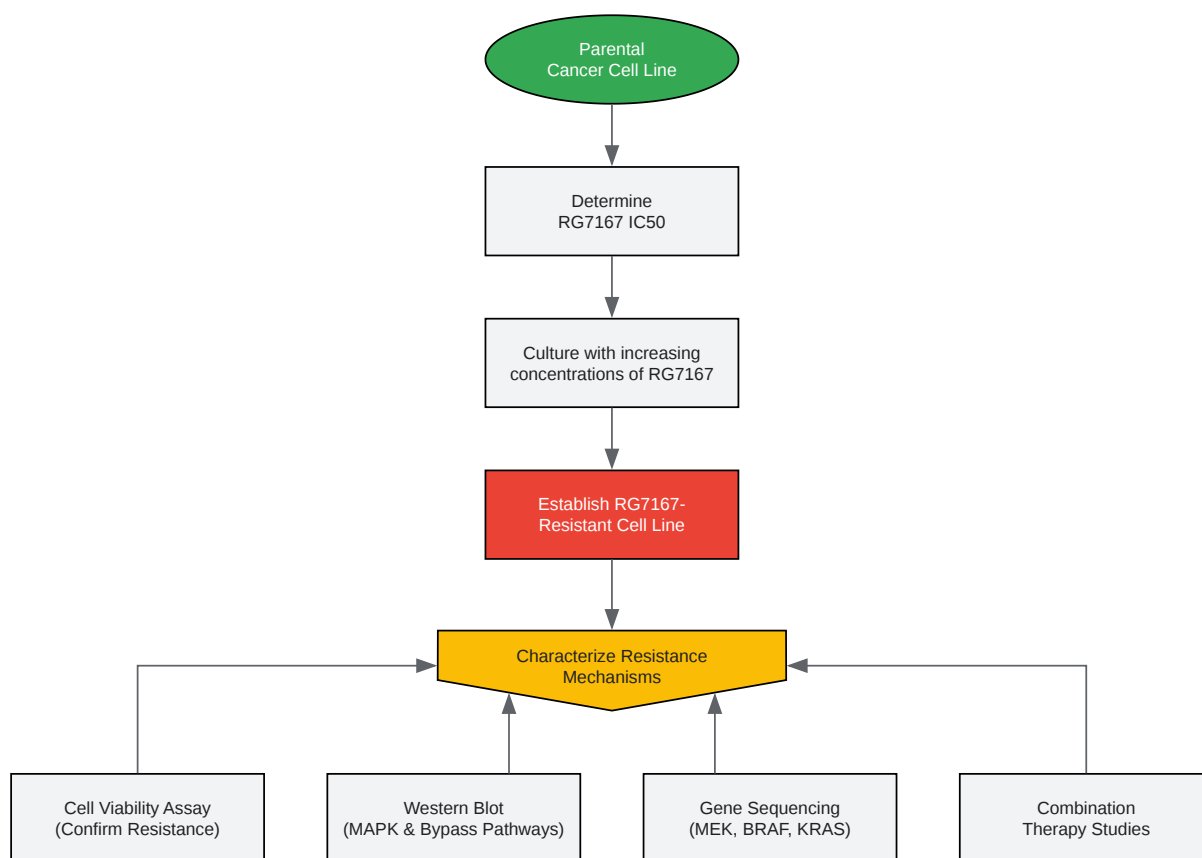 Parental
Cancer Cell Line
Determine
RG7167 IC50
Culture with increasing
concentrations of RG7167
Establish RG7167-
Resistant Cell Line
Characterize Resistance
Mechanisms
Cell Viability Assay
(Confirm Resistance)
Western Blot
(MAPK & Bypass Pathways)
Gene Sequencing
(MEK, BRAF, KRAS)
Combination
Therapy Studies